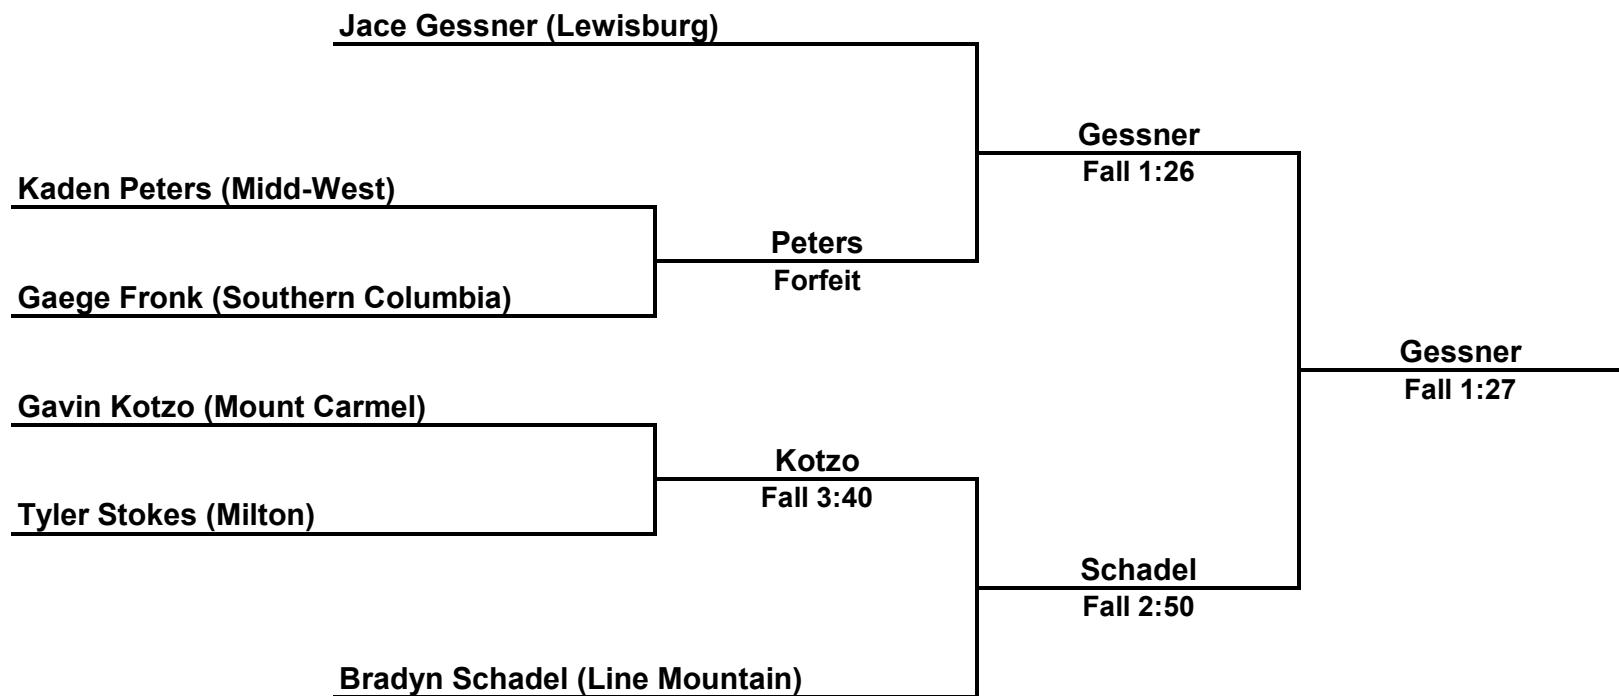 Jace Gessner (Lewisburg)
Gessner
Fall 1:26
Kaden Peters (Midd-West)
Peters
Forfeit
Gaege Fronk (Southern Columbia)
Gessner
Fall 1:27
Gavin Kotzo (Mount Carmel)
Kotzo
Fall 3:40
Tyler Stokes (Milton)
Schadel
Fall 2:50
Bradyn Schadel (Line Mountain)